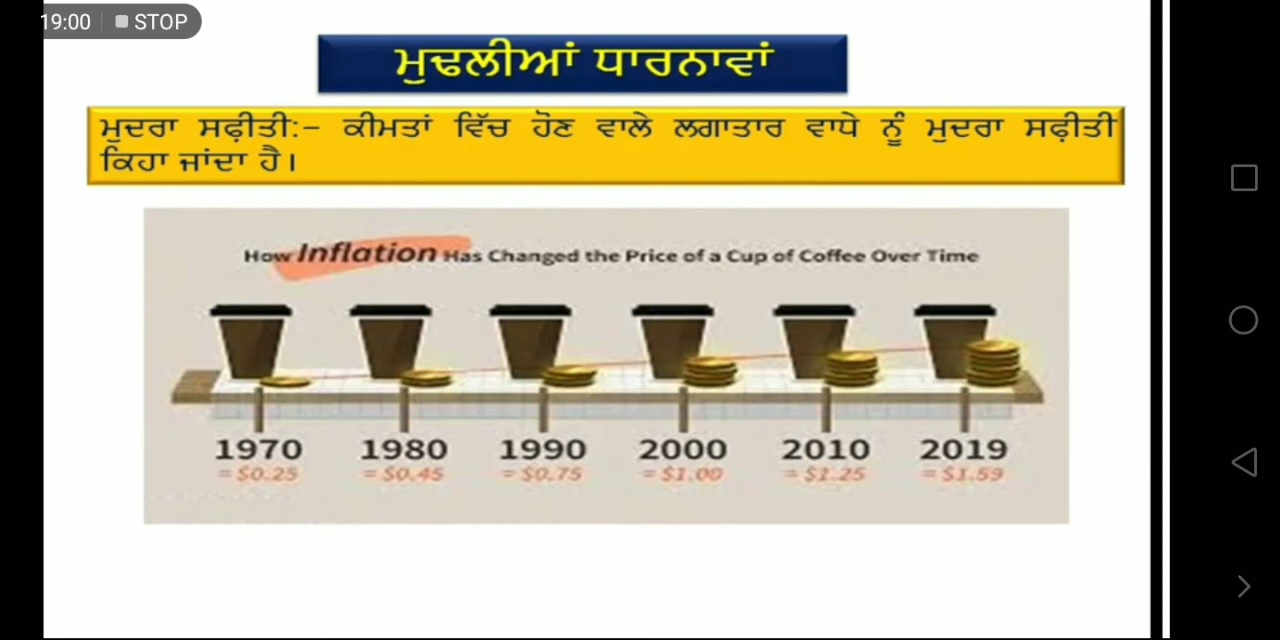 19:00 STOP
ਮੁਢਲੀਆਂ ਧਾਰਨਾਵਾਂ
ਮੁਦਰਾ ਸਫ਼ੀਤੀ:– ਕੀਮਤਾਂ ਵਿੱਚ ਹੋਣ ਵਾਲੇ ਲਗਾਤਾਰ ਵਾਧੇ ਨੂੰ ਮੁਦਰਾ ਸਫ਼ੀਤੀ
ਕਿਹਾ ਜਾਂਦਾ ਹੈ।
How Inflation Has Changed the Price of a Cup of Coffee Over Time
1970 1980 1990 2000 2010 2019
= $0.25 = $0.45 = $0.75 = $1.00 = $1.25 = $1.59